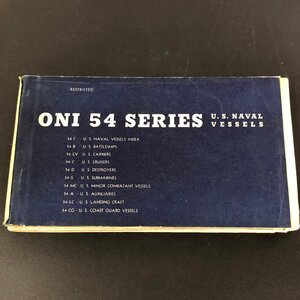 RESTRICTED
ONI 54 SERIES U. S. NAVAL VESSELS
54 I - U. S. NAVAL VESSELS INDEX
54 B - U. S. BATTLESHIPS
54 CV - U. S. CARRIERS
54 C - U. S. CRUISERS
54 D - U. S. DESTROYERS
54 S - U. S. SUBMARINES
54 MC - U. S. MINOR COMBATANT VESSELS
54 A - U. S. AUXILIARIES
54 LC - U. S. LANDING CRAFT
54 CG - U. S. COAST GUARD VESSELS